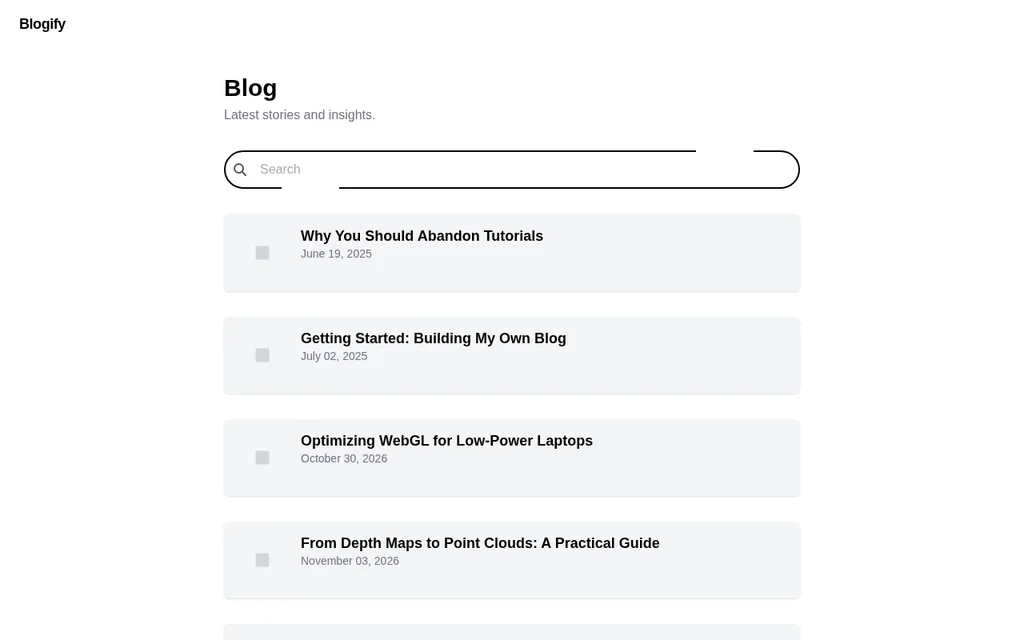 Blogify
Blog
Latest stories and insights.
Search
Why You Should Abandon Tutorials
June 19, 2025
Getting Started: Building My Own Blog
July 02, 2025
Optimizing WebGL for Low-Power Laptops
October 30, 2026
From Depth Maps to Point Clouds: A Practical Guide
November 03, 2026